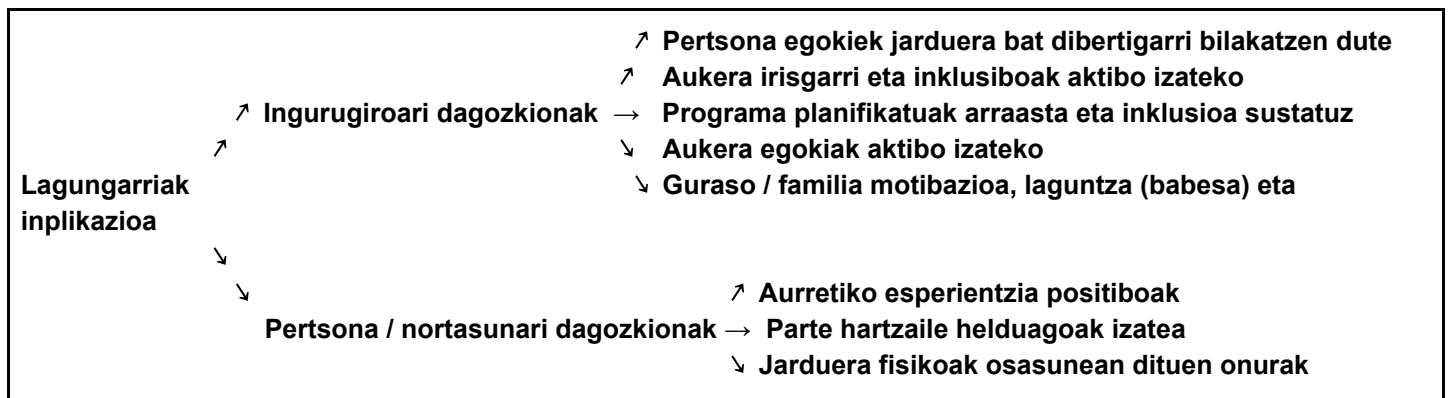 ↗ Pertsona egokiek jarduera bat dibertigarri bilakatzen dute
↗ Aukera irisgarri eta inklusiboak aktibo izateko
↗ Ingurugiroari dagozkionak → Programa planifikatuak arraasta eta inklusioa sustatuz
↗ ↘ Aukera egokiak aktibo izateko
Lagungarriak ↘ Guraso / familia motibazioa, laguntza (babesa) eta
inplikazioa
↘
↘ ↗ Aurretiko esperientzia positiboak
Pertsona / nortasunari dagozkionak → Parte hartzaile helduagoak izatea
↘ Jarduera fisikoak osasunean dituen onurak